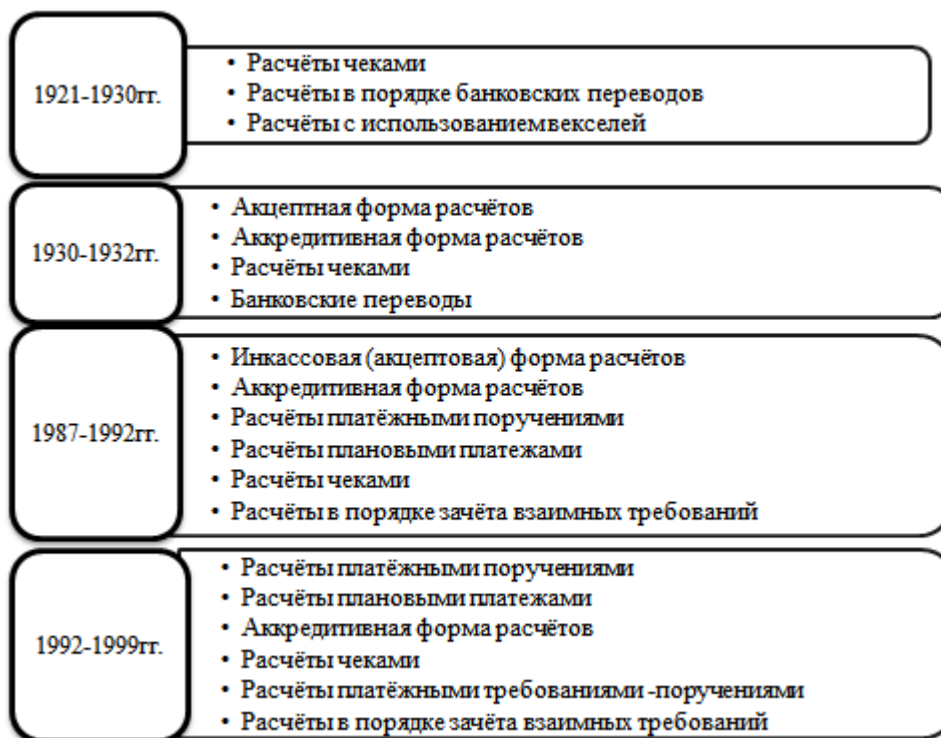 1921-1930гг.
• Расчёты чеками
• Расчёты в порядке банковских переводов
• Расчёты с использованиемвекселей
1930-1932гг.
• Акцептная форма расчётов
• Аккредитивная форма расчётов
• Расчёты чеками
• Банковские переводы
1987-1992гг.
• Инкассовая (акцептовая) форма расчётов
• Аккредитивная форма расчётов
• Расчёты платёжными поручениями
• Расчёты плановыми платежами
• Расчёты чеками
• Расчёты в порядке зачёта взаимных требований
1992-1999гг.
• Расчёты платёжными поручениями
• Расчёты плановыми платежами
• Аккредитивная форма расчётов
• Расчёты чеками
• Расчёты платёжными требованиями -поручениями
• Расчёты в порядке зачёта взаимных требований